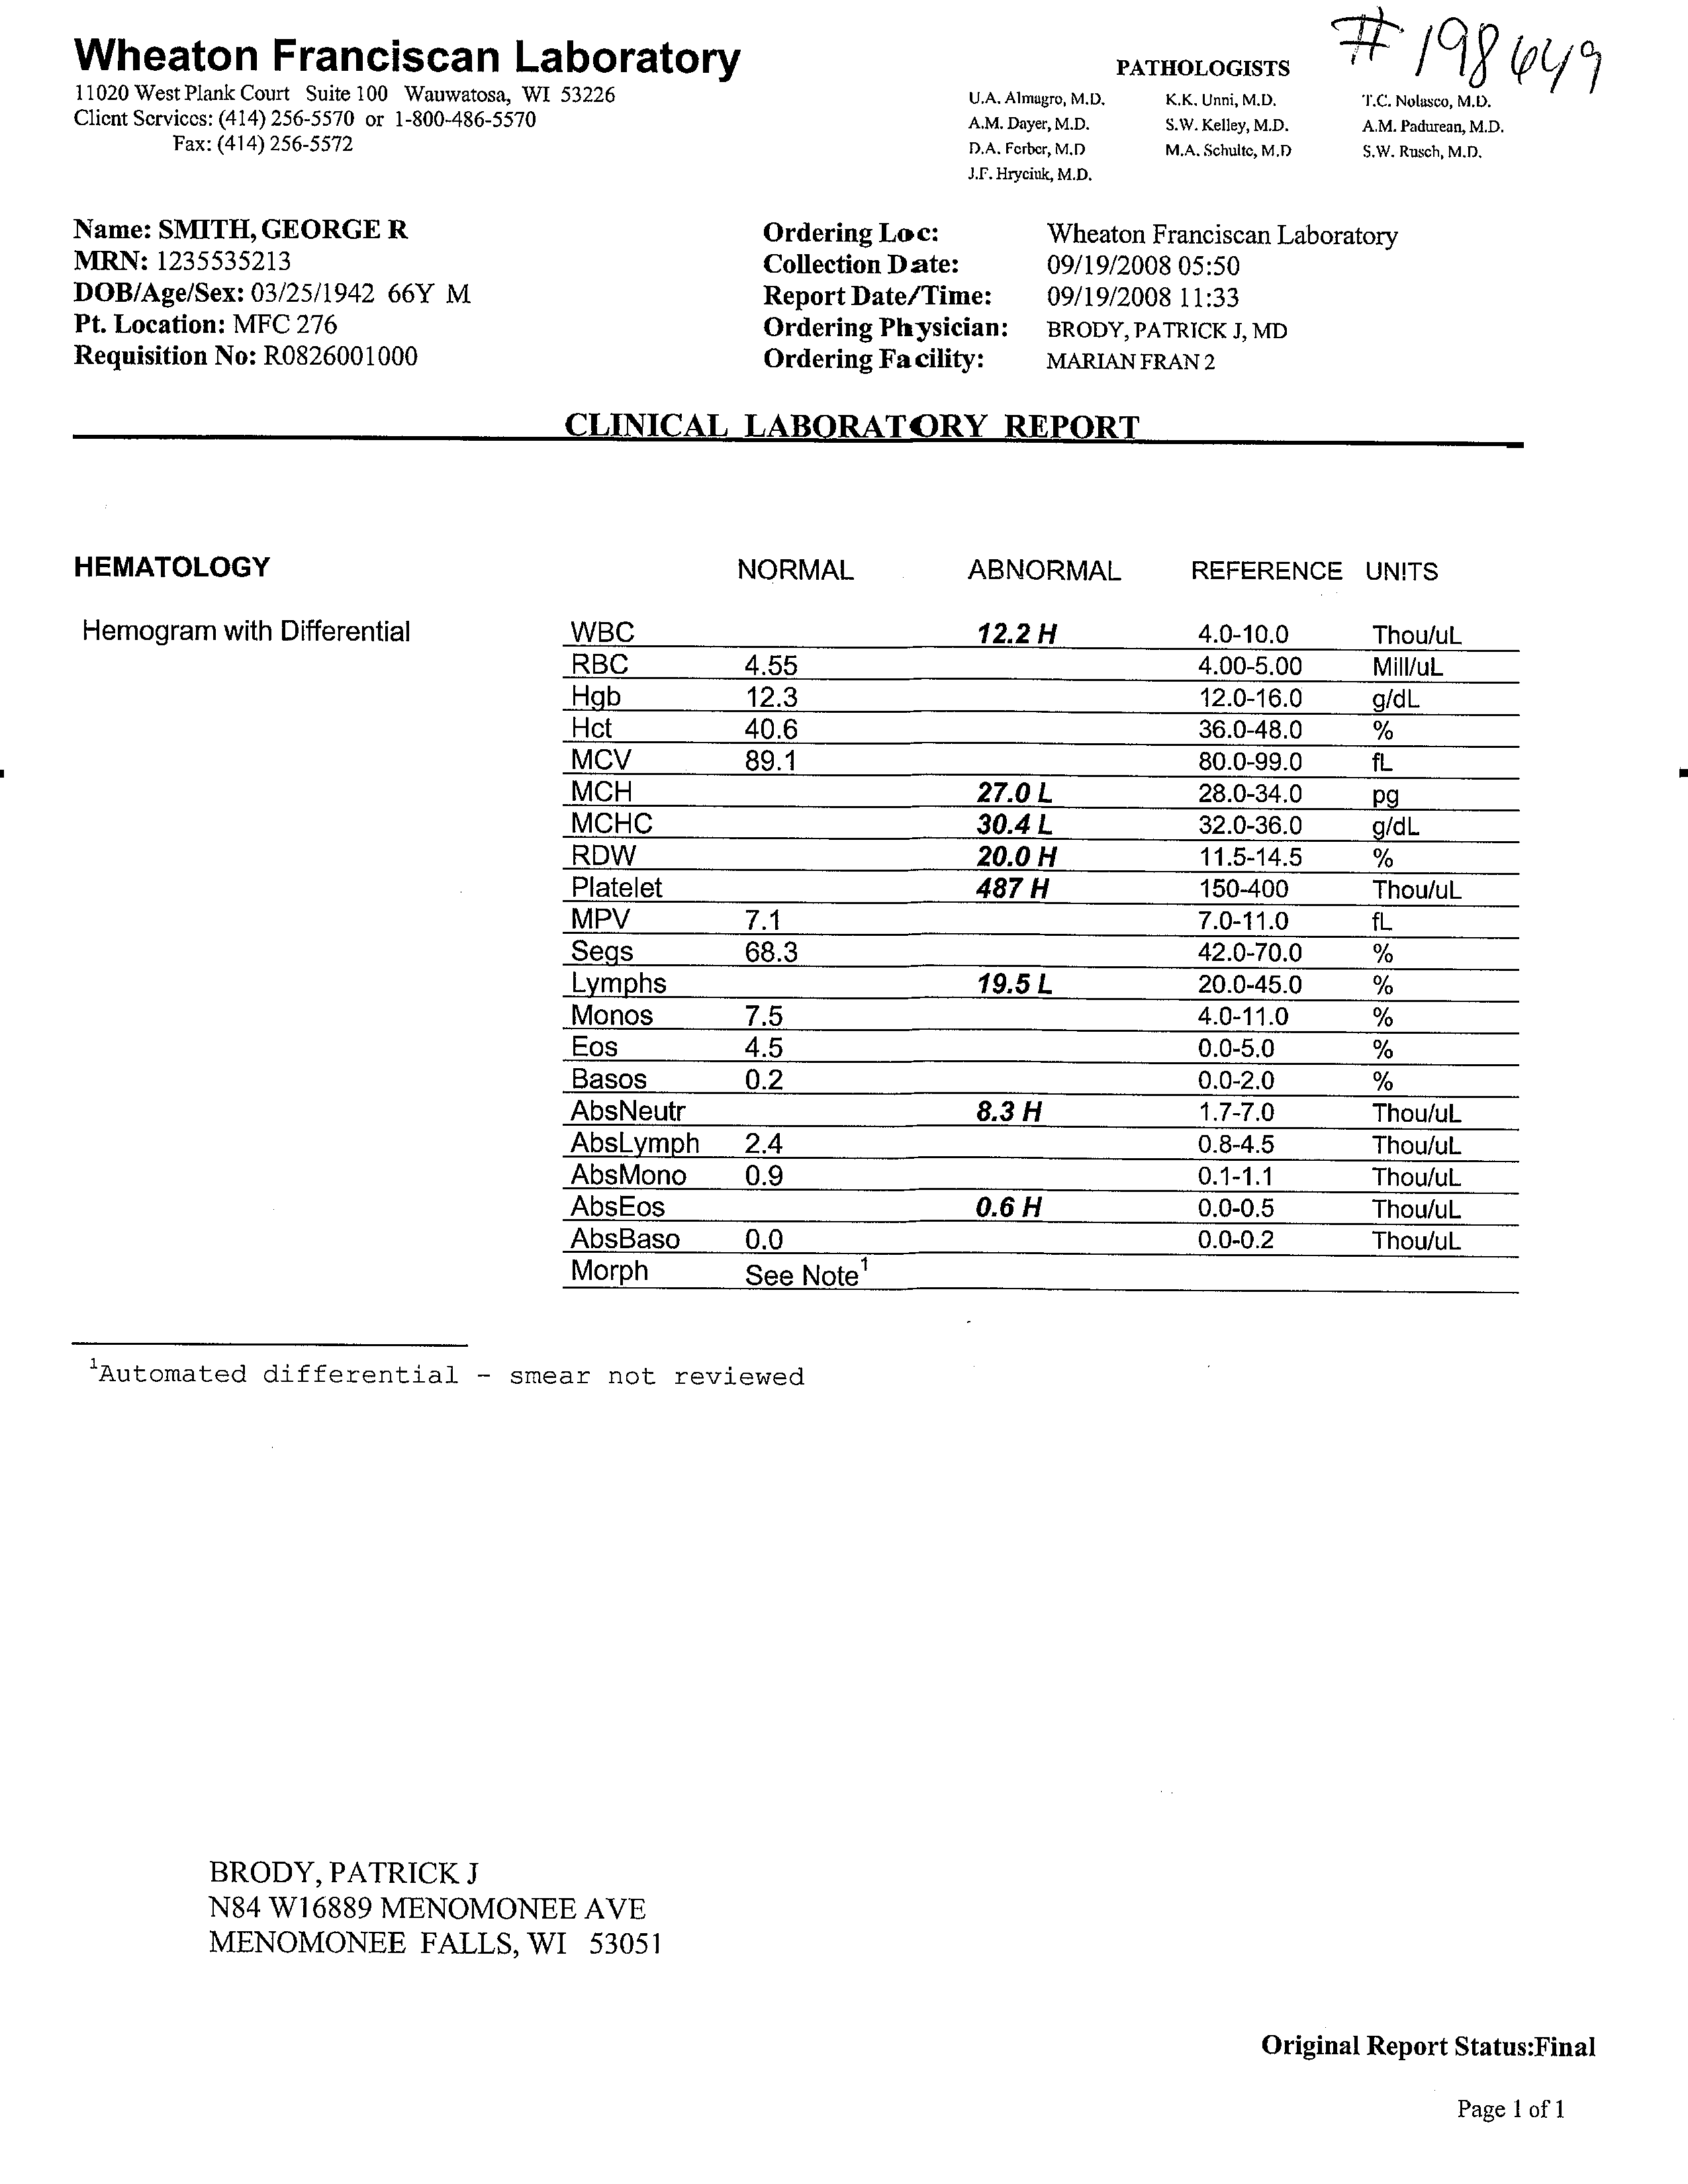 # 198649
Wheaton Franciscan Laboratory
11020 West Plank Court Suite 100 Wauwatosa, WI 53226
Client Services: (414) 256-5570 or 1-800-486-5570
Fax: (414) 256-5572
PATHOLOGISTS
U.A. Almagro, M.D. K.K. Unni, M.D. T.C. Nolasco, M.D.
A.M. Dayer, M.D. S.W. Kelley, M.D. A.M. Padurean, M.D.
D.A. Ferber, M.D M.A. Schulte, M.D S.W. Rusch, M.D.
J.F. Hryciuk, M.D.
Name: SMITH, GEORGE R
MRN: 1235535213
DOB/Age/Sex: 03/25/1942 66Y M
Pt. Location: MFC 276
Requisition No: R0826001000
Ordering Loc: Wheaton Franciscan Laboratory
Collection Date: 09/19/2008 05:50
Report Date/Time: 09/19/2008 11:33
Ordering Physician: BRODY, PATRICK J, MD
Ordering Facility: MARIAN FRAN 2
CLINICAL LABORATORY REPORT
HEMATOLOGY NORMAL ABNORMAL REFERENCE UNITS
Hemogram with Differential WBC 12.2 H 4.0-10.0 Thou/uL
RBC 4.55 4.00-5.00 Mill/uL
Hgb 12.3 12.0-16.0 g/dL
Hct 40.6 36.0-48.0 %
MCV 89.1 80.0-99.0 fL
MCH 27.0 L 28.0-34.0 pg
MCHC 30.4 L 32.0-36.0 g/dL
RDW 20.0 H 11.5-14.5 %
Platelet 487 H 150-400 Thou/uL
MPV 7.1 7.0-11.0 fL
Segs 68.3 42.0-70.0 %
Lymphs 19.5 L 20.0-45.0 %
Monos 7.5 4.0-11.0 %
Eos 4.5 0.0-5.0 %
Basos 0.2 0.0-2.0 %
AbsNeutr 8.3 H 1.7-7.0 Thou/uL
AbsLymph 2.4 0.8-4.5 Thou/uL
AbsMono 0.9 0.1-1.1 Thou/uL
AbsEos 0.6 H 0.0-0.5 Thou/uL
AbsBaso 0.0 0.0-0.2 Thou/uL
Morph See Note¹
¹Automated differential - smear not reviewed
BRODY, PATRICK J
N84 W16889 MENOMONEE AVE
MENOMONEE FALLS, WI 53051
Original Report Status:Final
Page 1 of 1